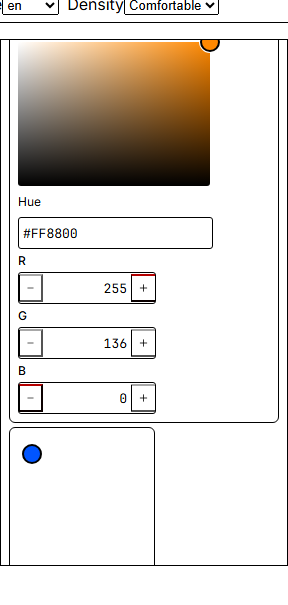 en Density Comfortable
Hue
#FF8800
R
− 255 +
G
− 136 +
B
− 0 +